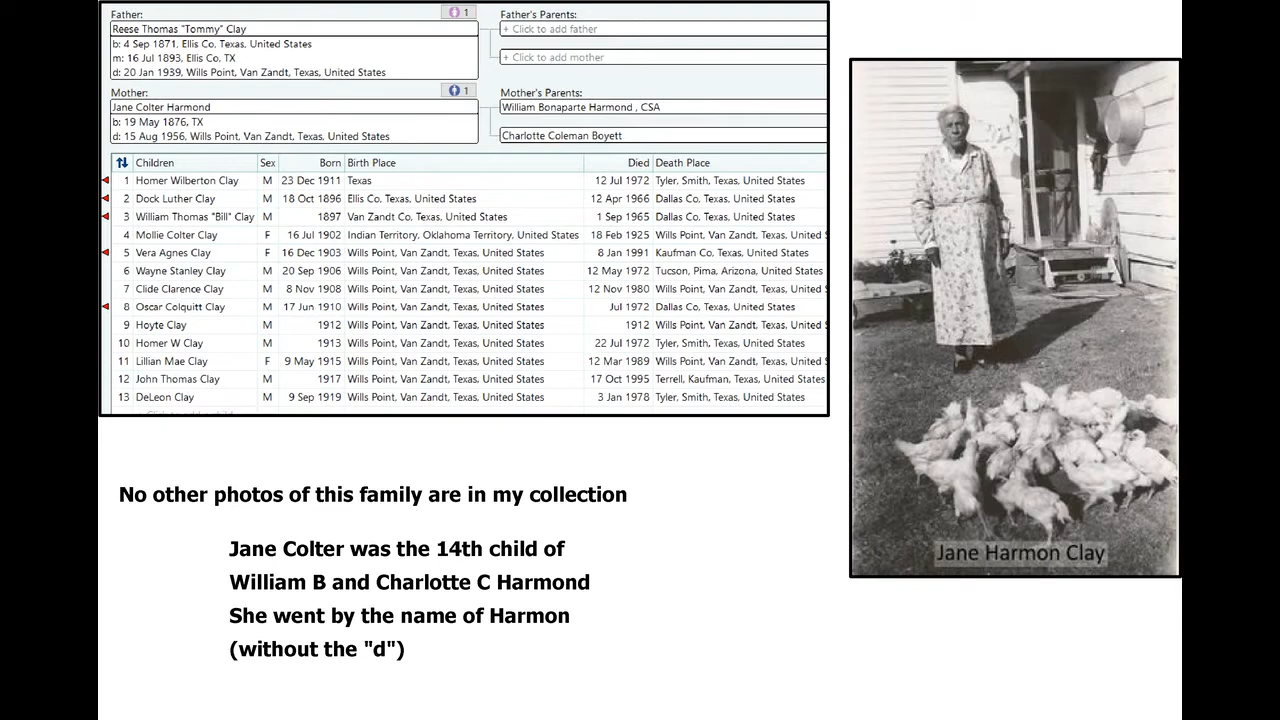 Father:
1
Father's Parents:
Reese Thomas "Tommy" Clay
+ Click to add father
b: 4 Sep 1871, Ellis Co, Texas, United States
m: 16 Jul 1893, Ellis Co, TX
+ Click to add mother
d: 20 Jan 1939, Wills Point, Van Zandt, Texas, United States
Mother:
1
Mother's Parents:
Jane Colter Harmond
William Bonaparte Harmond , CSA
b: 19 May 1876, TX
d: 15 Aug 1956, Wills Point, Van Zandt, Texas, United States
Charlotte Coleman Boyett
Children Sex Born Birth Place Died Death Place
1 Homer Wilberton Clay M 23 Dec 1911 Texas 12 Jul 1972 Tyler, Smith, Texas, United States
2 Dock Luther Clay M 18 Oct 1896 Ellis Co, Texas, United States 12 Apr 1966 Dallas Co, Texas, United States
3 William Thomas "Bill" Clay M 1897 Van Zandt Co, Texas, United States 1 Sep 1965 Dallas Co, Texas, United States
4 Mollie Colter Clay F 16 Jul 1902 Indian Territory, Oklahoma Territory, United States 18 Feb 1925 Wills Point, Van Zandt, Texas, United S
5 Vera Agnes Clay F 16 Dec 1903 Wills Point, Van Zandt, Texas, United States 8 Jan 1991 Kaufman Co, Texas, United States
6 Wayne Stanley Clay M 20 Sep 1906 Wills Point, Van Zandt, Texas, United States 12 May 1972 Tucson, Pima, Arizona, United States
7 Clide Clarence Clay M 8 Nov 1908 Wills Point, Van Zandt, Texas, United States 12 Nov 1980 Wills Point, Van Zandt, Texas, United S
8 Oscar Colquitt Clay M 17 Jun 1910 Wills Point, Van Zandt, Texas, United States Jul 1972 Dallas Co, Texas, United States
9 Hoyte Clay M 1912 Wills Point, Van Zandt, Texas, United States 1912 Wills Point, Van Zandt, Texas, United S
10 Homer W Clay M 1913 Wills Point, Van Zandt, Texas, United States 22 Jul 1972 Tyler, Smith, Texas, United States
11 Lillian Mae Clay F 9 May 1915 Wills Point, Van Zandt, Texas, United States 12 Mar 1989 Wills Point, Van Zandt, Texas, United S
12 John Thomas Clay M 1917 Wills Point, Van Zandt, Texas, United States 17 Oct 1995 Terrell, Kaufman, Texas, United States
13 DeLeon Clay M 9 Sep 1919 Wills Point, Van Zandt, Texas, United States 3 Jan 1978 Tyler, Smith, Texas, United States
No other photos of this family are in my collection
Jane Colter was the 14th child of
William B and Charlotte C Harmond
She went by the name of Harmon
(without the "d")
Jane Harmon Clay